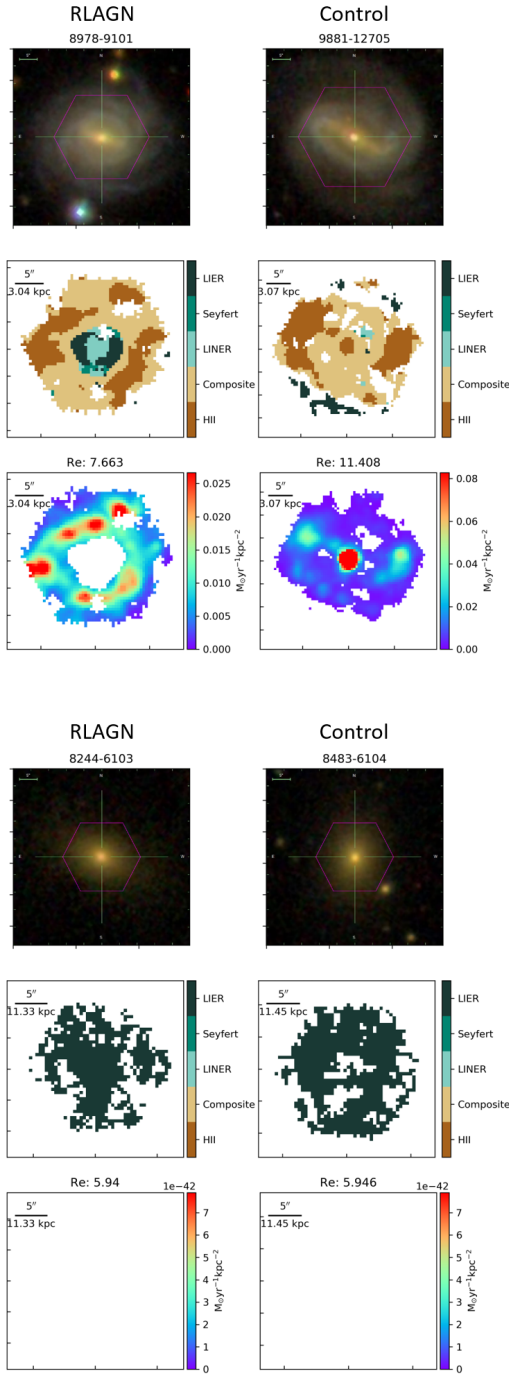 RLAGN Control
8978-9101 9881-12705
5″ 5″
3.04 kpc 3.07 kpc
LIER LIER
Seyfert Seyfert
LINER LINER
Composite Composite
HII HII
Re: 7.663 Re: 11.408
5″ 5″
3.04 kpc 3.07 kpc
0.025 0.08
0.020 0.06
0.015 0.04
0.010 0.02
0.005 0.00
0.000
M⊙yr⁻¹kpc⁻² M⊙yr⁻¹kpc⁻²
RLAGN Control
8244-6103 8483-6104
5″ 5″
11.33 kpc 11.45 kpc
LIER LIER
Seyfert Seyfert
LINER LINER
Composite Composite
HII HII
Re: 5.94 1e−42 Re: 5.946 1e−42
5″ 5″
11.33 kpc 11.45 kpc
7 7
6 6
5 5
4 4
3 3
2 2
1 1
0 0
M⊙yr⁻¹kpc⁻² M⊙yr⁻¹kpc⁻²